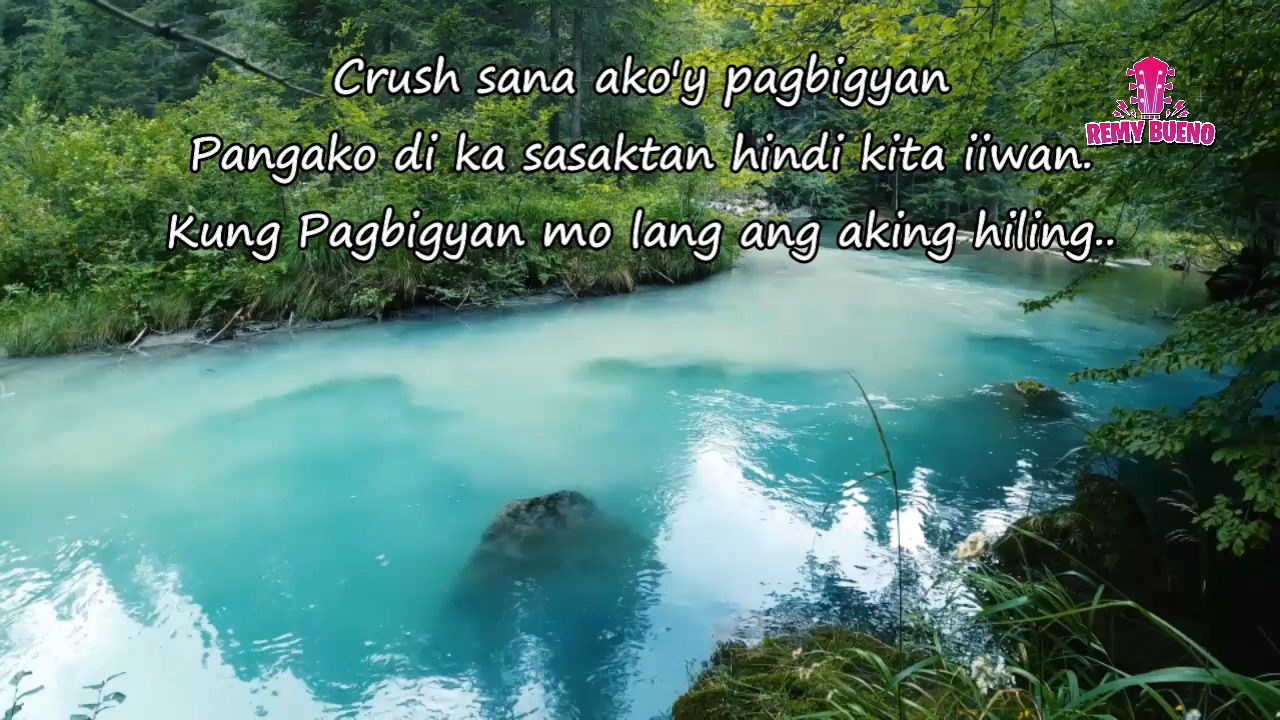 Crush sana ako'y pagbigyan
Pangako di ka sasaktan hindi kita iiwan.
Kung Pagbigyan mo lang ang aking hiling..
REMY BUENO